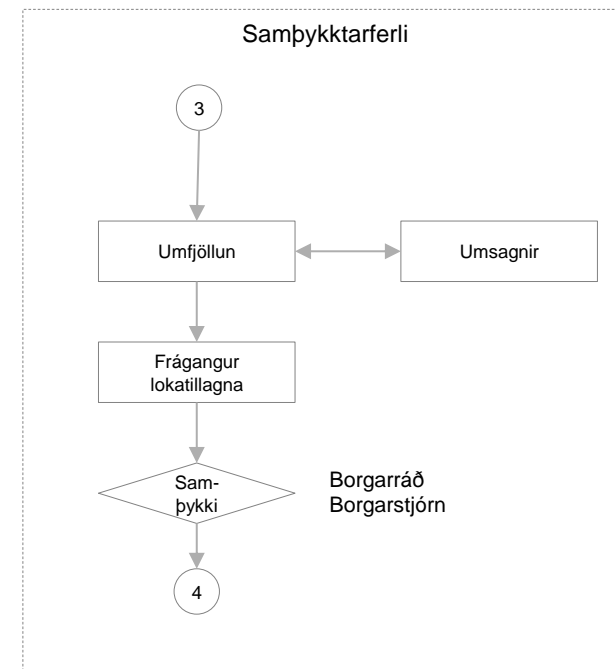 Samþykktarferli
3
Umfjöllun
Umsagnir
Frágangur
lokatillagna
Sam-
þykki
Borgarráð
Borgarstjórn
4